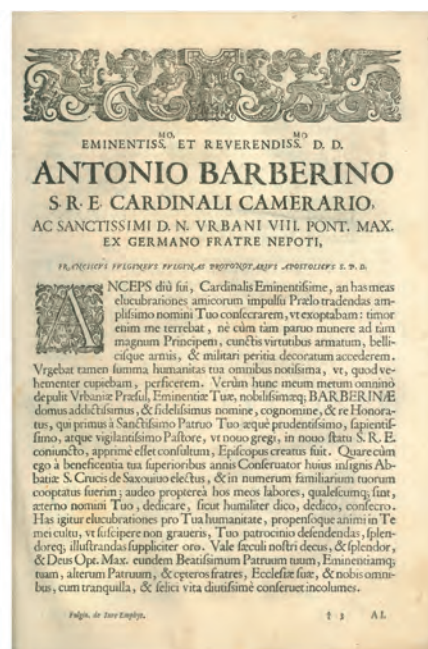 EMINENTISS.MO ET REVERENDISS.MO D. D.
ANTONIO BARBERINO
S. R. E. CARDINALI CAMERARIO,
AC SANCTISSIMI D. N. VRBANI VIII. PONT. MAX.
EX GERMANO FRATRE NEPOTI,
FRANCISCVS FVLGINEVS FVLGINAS PROTONOTARIVS APOSTOLICVS S. P. D.
ANCEPS diù fui, Cardinalis Eminentissime, an has meas
elucubrationes amicorum impulsu Prælo tradendas am-
plissimo nomini Tuo consecrarem, vt exoptabam: timor
enim me terrebat, nè cùm tàm paruo munere ad tàm
magnum Principem, cunctis virtutibus armatum, belli-
cisque armis, & militari peritia decoratum accederem.
Vrgebat tamen summa humanitas tua omnibus notissima, vt, quod ve-
hementer cupiebam, perficerem. Verùm hunc meum metum omninò
depulit Vrbaniæ Præsul, Eminentiæ Tuæ, nobilissimæq; BARBERINÆ
domus addictissimus, & fidelissimus nomine, cognomine, & re Honora-
tus, qui primus à Sanctissimo Patruo Tuo æquè prudentissimo, sapientis-
simo, atque vigilantissimo Pastore, vt nouo gregi, in nouo statu S. R. E.
coniuncto, apprimè esset consultum, Episcopus creatus fuit. Quare cùm
ego à beneficentia tua superioribus annis Conseruator huius insignis Ab-
batiæ S. Crucis de Saxouiuo electus, & in numerum familiarium tuorum
cooptatus fuerim; audeo proptereà hos meos labores, qualescumq; sint,
æterno nomini Tuo, dedicare, sicut humiliter dico, dedico, consecro.
Has igitur elucubrationes pro Tua humanitate, propensoque animi in Te
mei cultu, vt suscipere non graueris, Tuo patrocinio defendendas, splen-
doreq; illustrandas suppliciter oro. Vale sæculi nostri decus, & splendor,
& Deus Opt. Max. eundem Beatissimum Patruum tuum, Eminentiamq;
tuam, alterum Patruum, & cęteros fratres, Ecclesiæ suæ, & nobis omni-
bus, cum tranquilla, & felici vita diutissimè conseruet incolumes.
Fulgin. de Iure Emphyt. † 3 AI.